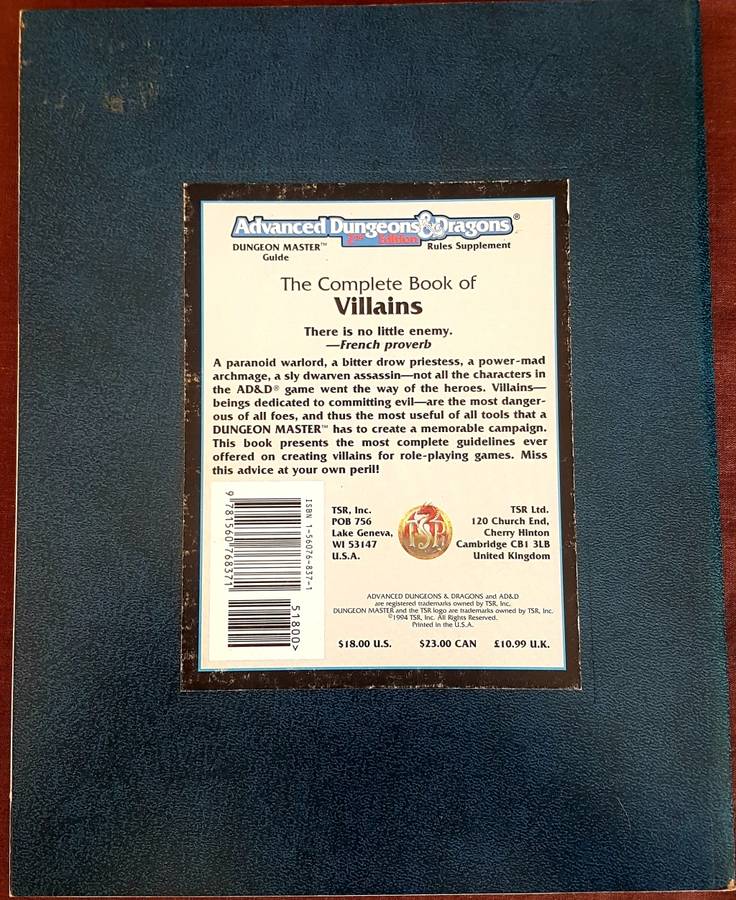 Advanced Dungeons & Dragons®
2nd Edition
DUNGEON MASTER™
Guide
Rules Supplement
The Complete Book of
Villains
There is no little enemy.
—French proverb
A paranoid warlord, a bitter drow priestess, a power-mad
archmage, a sly dwarven assassin—not all the characters in
the AD&D® game went the way of the heroes. Villains—
beings dedicated to committing evil—are the most danger-
ous of all foes, and thus the most useful of all tools that a
DUNGEON MASTER™ has to create a memorable campaign.
This book presents the most complete guidelines ever
offered on creating villains for role-playing games. Miss
this advice at your own peril!
ISBN 1-56076-837-1
9 781560 768371
51800>
TSR, Inc.
POB 756
Lake Geneva,
WI 53147
U.S.A.
TSR
TSR Ltd.
120 Church End,
Cherry Hinton
Cambridge CB1 3LB
United Kingdom
ADVANCED DUNGEONS & DRAGONS and AD&D
are registered trademarks owned by TSR, Inc.
DUNGEON MASTER and the TSR logo are trademarks owned by TSR, Inc.
©1994 TSR, Inc. All Rights Reserved.
Printed in the U.S.A.
$18.00 U.S. $23.00 CAN £10.99 U.K.